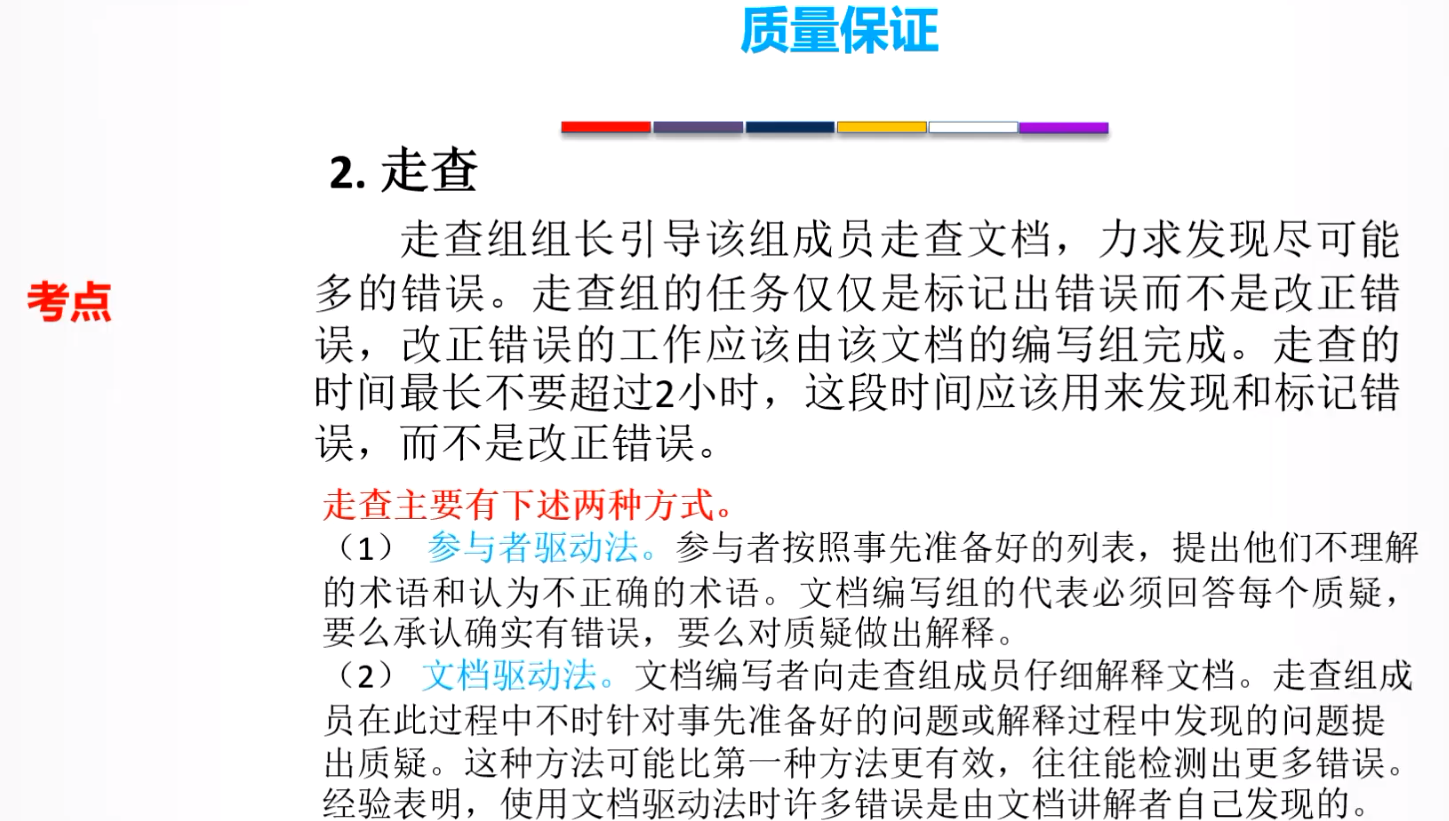 质量保证
2. 走查
走查组组长引导该组成员走查文档，力求发现尽可能
多的错误。走查组的任务仅仅是标记出错误而不是改正错
考点
误，改正错误的工作应该由该文档的编写组完成。走查的
时间最长不要超过2小时，这段时间应该用来发现和标记错
误，而不是改正错误。
走查主要有下述两种方式。
（1） 参与者驱动法。参与者按照事先准备好的列表，提出他们不理解
的术语和认为不正确的术语。文档编写组的代表必须回答每个质疑，
要么承认确实有错误，要么对质疑做出解释。
（2） 文档驱动法。文档编写者向走查组成员仔细解释文档。走查组成
员在此过程中不时针对事先准备好的问题或解释过程中发现的问题提
出质疑。这种方法可能比第一种方法更有效，往往能检测出更多错误。
经验表明，使用文档驱动法时许多错误是由文档讲解者自己发现的。